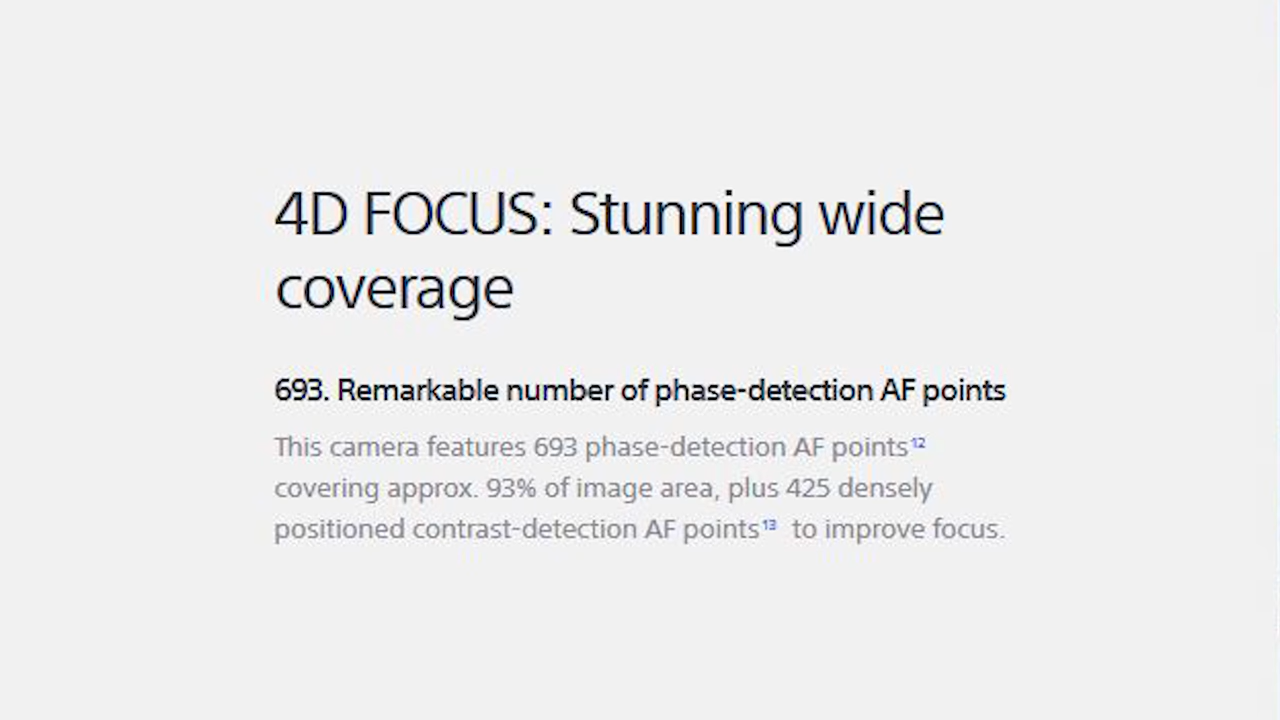 4D FOCUS: Stunning wide
coverage
693. Remarkable number of phase-detection AF points
This camera features 693 phase-detection AF points¹²
covering approx. 93% of image area, plus 425 densely
positioned contrast-detection AF points¹³ to improve focus.